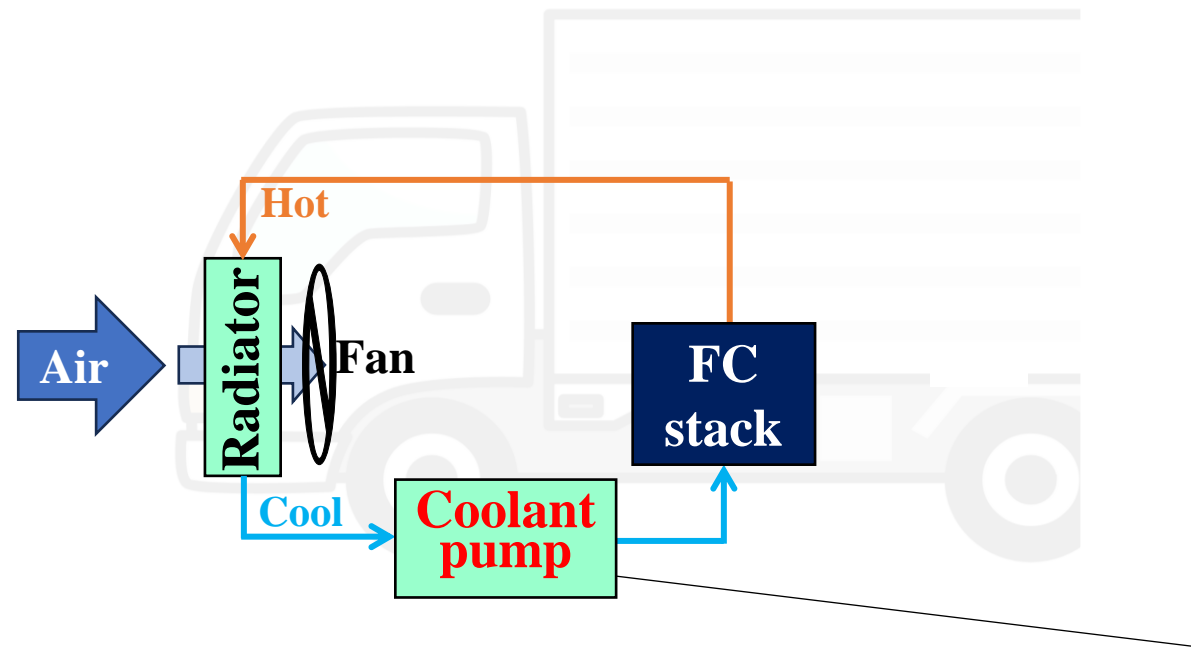 Hot
Air
Radiator
Fan
FC
stack
Cool
Coolant
pump